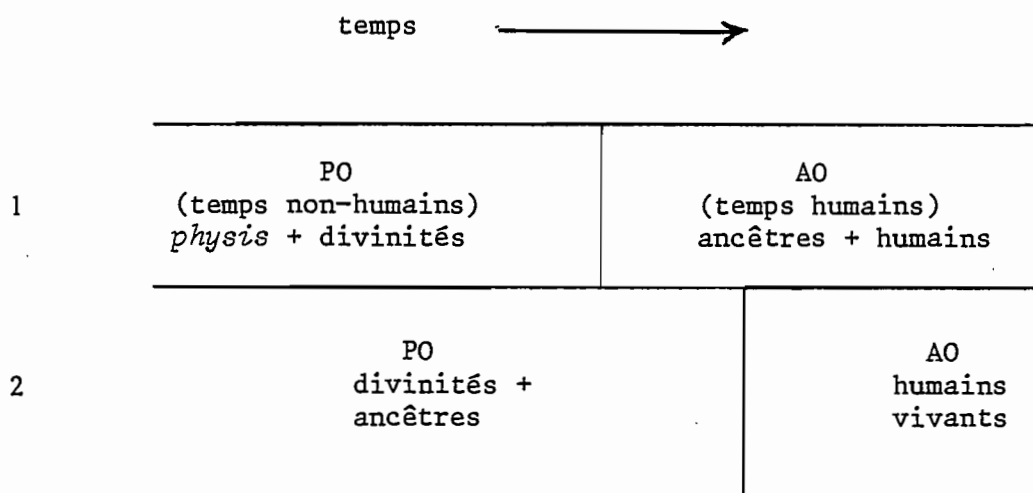 temps
1
PO
(temps non-humains)
physis + divinités
AO
(temps humains)
ancêtres + humains
2
PO
divinités +
ancêtres
AO
humains
vivants